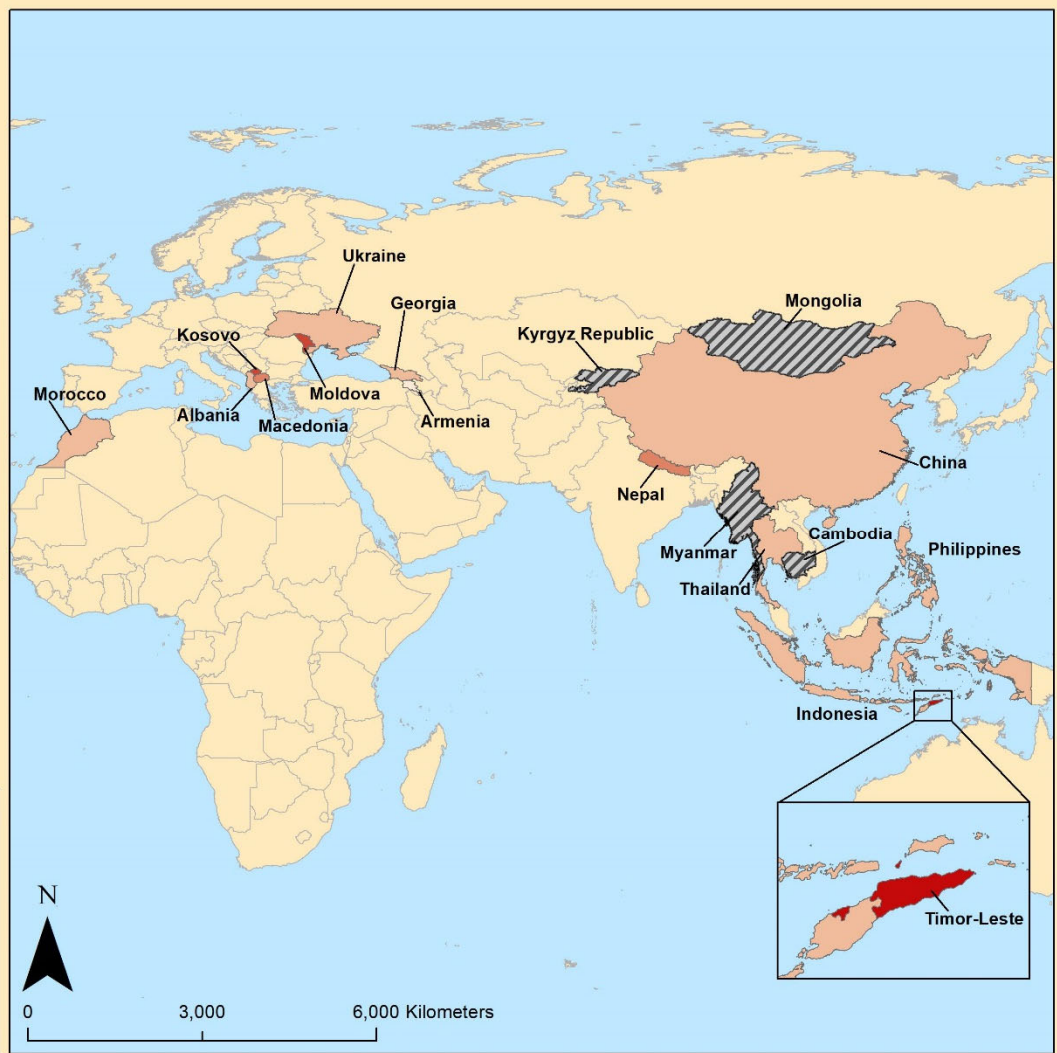 Ukraine
Georgia
Mongolia
Kyrgyz Republic
Kosovo
Morocco
Moldova
Armenia
Albania
Macedonia
China
Nepal
Cambodia
Myanmar
Philippines
Thailand
Indonesia
Timor-Leste
N
0 3,000 6,000 Kilometers